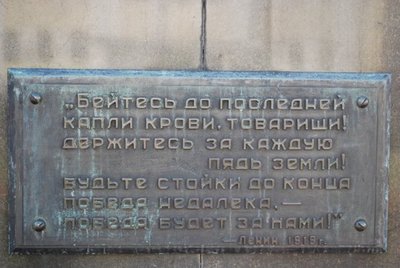 „Бейтесь до последней
капли крови, товарищи!
держитесь за каждую
пядь земли!
будьте стойки до конца
победа недалека,—
победа будет за нами!"
—Ленин 1919г.